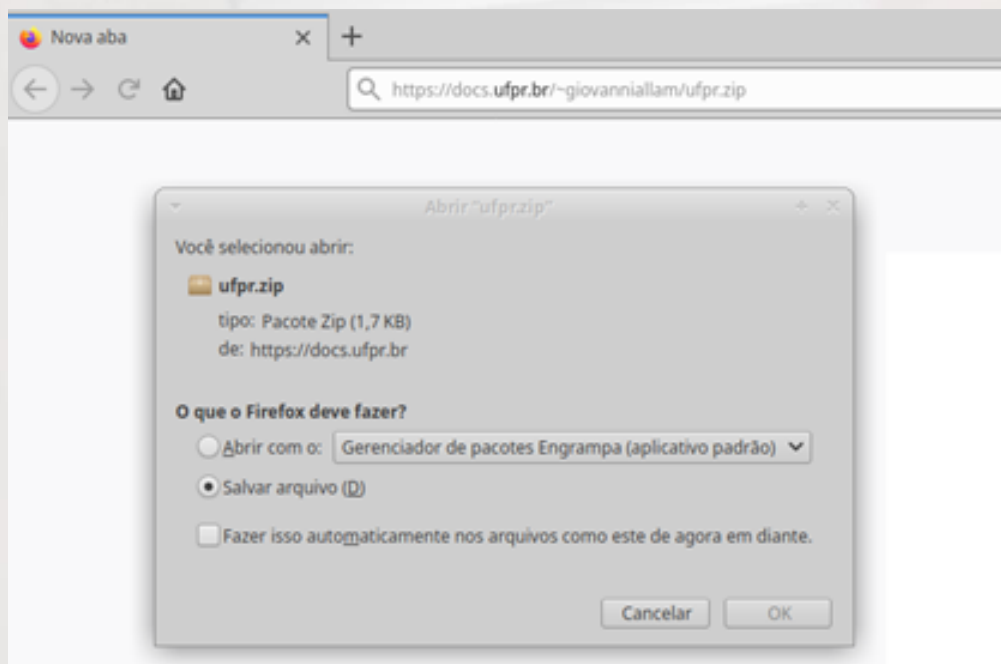 Nova aba
https://docs.ufpr.br/~giovanniallam/ufpr.zip
Abrir "ufpr.zip"
Você selecionou abrir:
ufpr.zip
tipo: Pacote Zip (1,7 KB)
de: https://docs.ufpr.br
O que o Firefox deve fazer?
Abrir com o: Gerenciador de pacotes Engrampa (aplicativo padrão)
Salvar arquivo (D)
Fazer isso automaticamente nos arquivos como este de agora em diante.
Cancelar OK